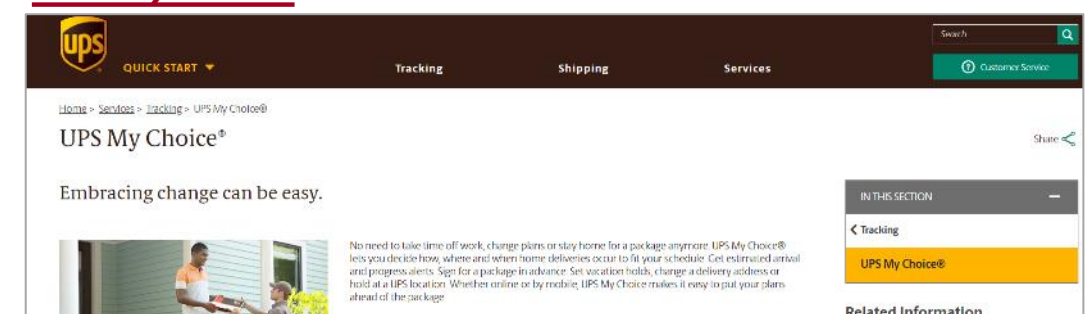 ups
Search
QUICK START
Tracking
Shipping
Services
Customer Service
Home > Services > Tracking > UPS My Choice®
UPS My Choice®
Share
Embracing change can be easy.
IN THIS SECTION
Tracking
UPS My Choice®
No need to take time off work, change plans or stay home for a package anymore. UPS My Choice®
lets you decide how, where and when home deliveries occur to fit your schedule. Get estimated arrival
and progress alerts. Sign for a package in advance. Set vacation holds, change a delivery address or
hold at a UPS location. Whether online or by mobile, UPS My Choice makes it easy to put your plans
ahead of the package
Related Information